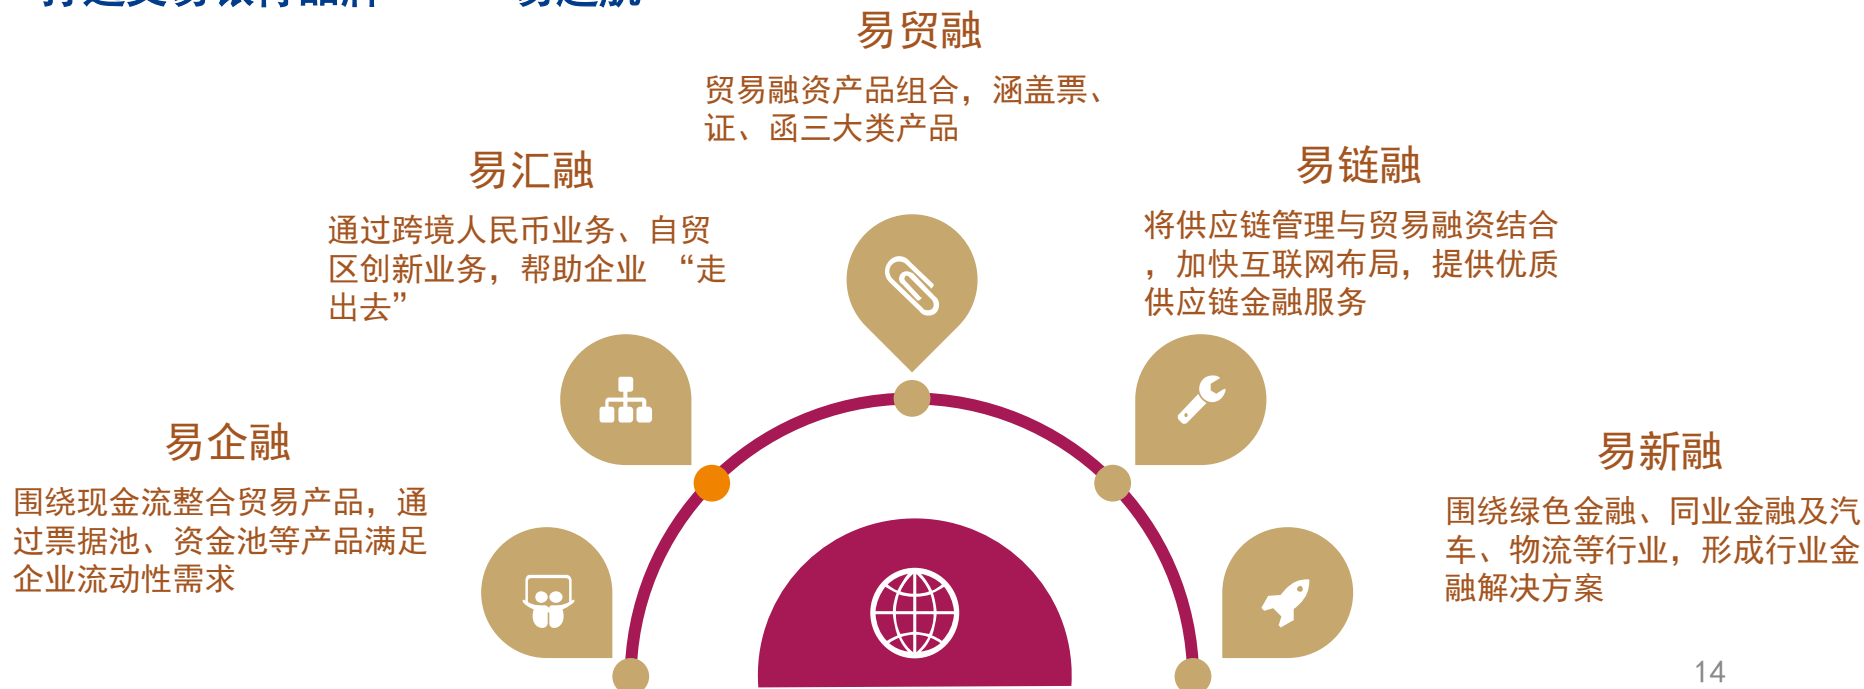 易贸融
贸易融资产品组合，涵盖票、
证、函三大类产品
易汇融
通过跨境人民币业务、自贸
区创新业务，帮助企业 “走
出去”
易链融
将供应链管理与贸易融资结合
，加快互联网布局，提供优质
供应链金融服务
易企融
围绕现金流整合贸易产品，通
过票据池、资金池等产品满足
企业流动性需求
易新融
围绕绿色金融、同业金融及汽
车、物流等行业，形成行业金
融解决方案
14